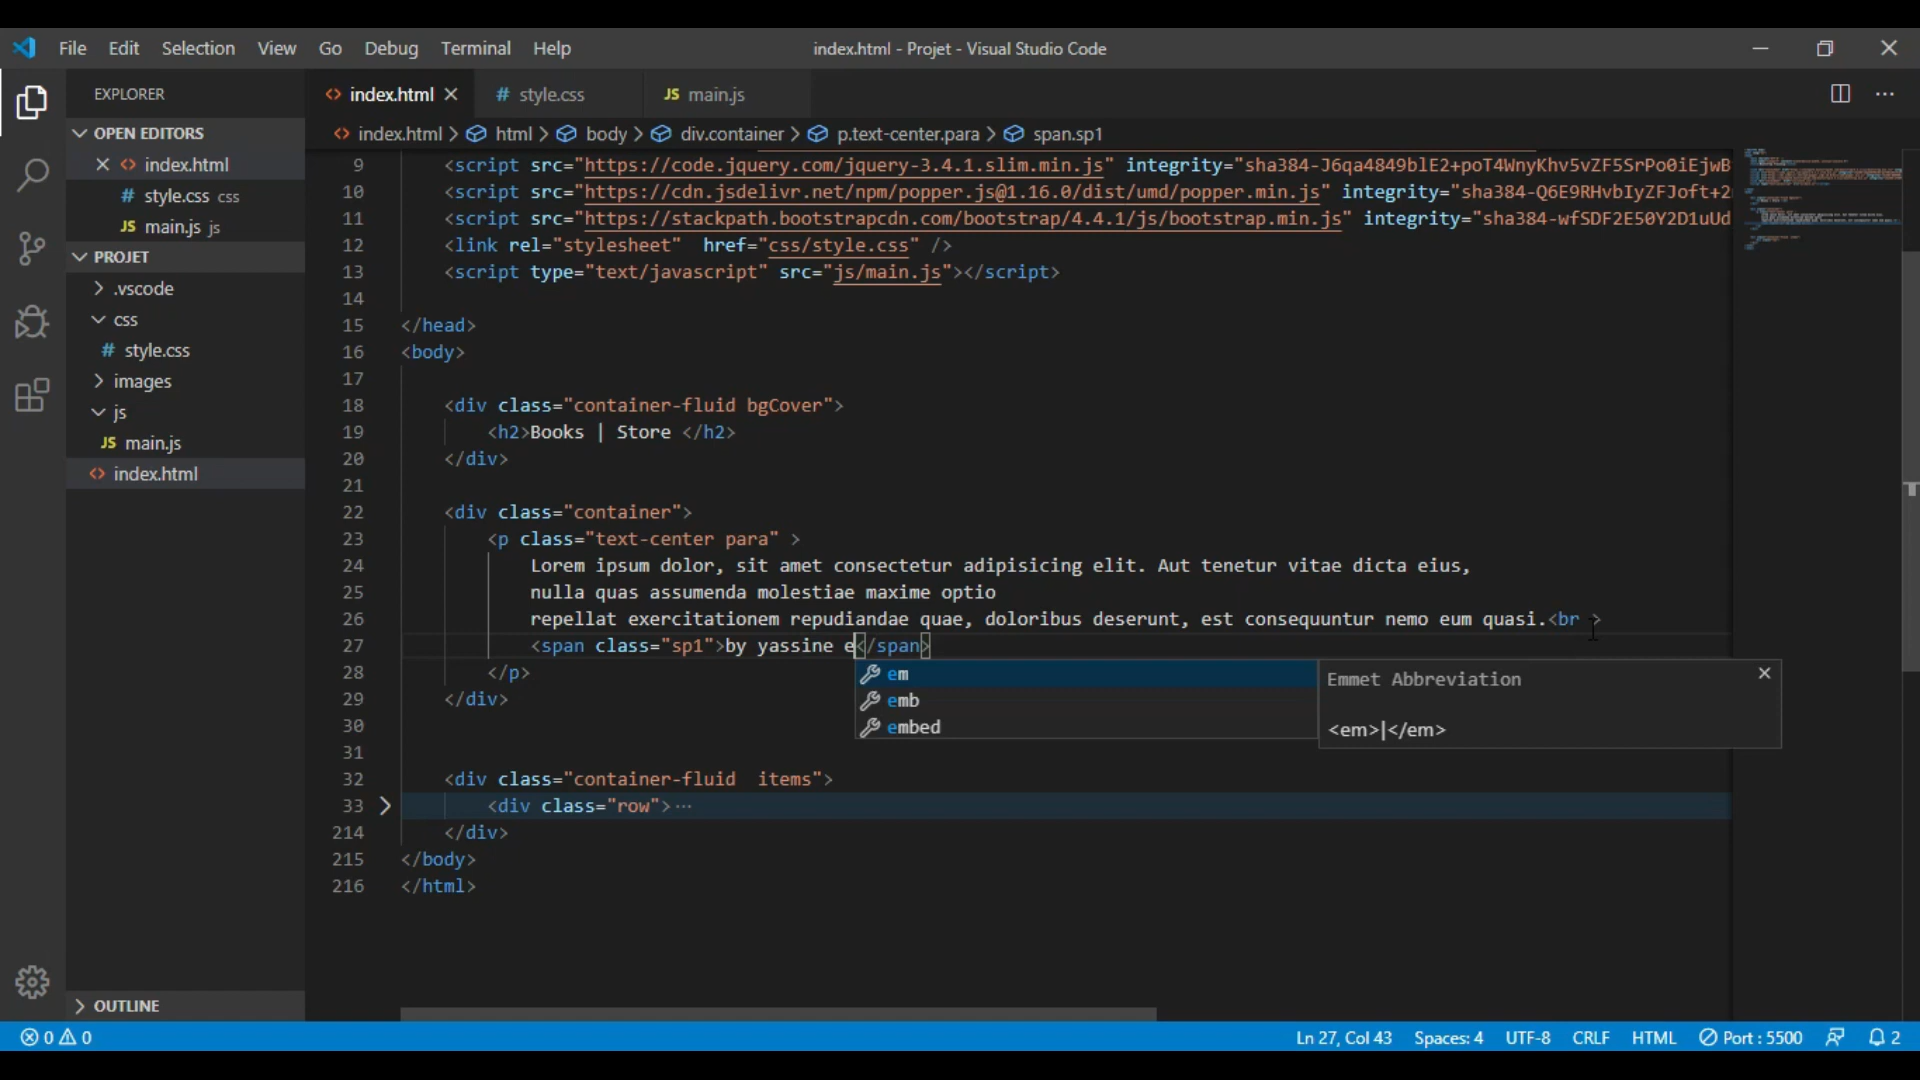 File Edit Selection View Go Debug Terminal Help
index.html - Projet - Visual Studio Code
EXPLORER
OPEN EDITORS
index.html
style.css css
main.js js
PROJET
.vscode
css
style.css
images
js
main.js
index.html
OUTLINE
index.html style.css main.js
index.html html body div.container p.text-center.para span.sp1
9 <script src="https://code.jquery.com/jquery-3.4.1.slim.min.js" integrity="sha384-J6qa4849blE2+poT4WnyKhv5vZF5SrPo0iEjwB
10 <script src="https://cdn.jsdelivr.net/npm/popper.js@1.16.0/dist/umd/popper.min.js" integrity="sha384-Q6E9RHvbIyZFJoft+2
11 <script src="https://stackpath.bootstrapcdn.com/bootstrap/4.4.1/js/bootstrap.min.js" integrity="sha384-wfSDF2E50Y2D1uUd
12 <link rel="stylesheet"  href="css/style.css" />
13 <script type="text/javascript" src="js/main.js"></script>
14
15 </head>
16 <body>
17
18 <div class="container-fluid bgCover">
19 <h2>Books | Store </h2>
20 </div>
21
22 <div class="container">
23 <p class="text-center para" >
24 Lorem ipsum dolor, sit amet consectetur adipisicing elit. Aut tenetur vitae dicta eius,
25 nulla quas assumenda molestiae maxime optio
26 repellat exercitationem repudiandae quae, doloribus deserunt, est consequuntur nemo eum quasi.<br >
27 <span class="sp1">by yassine e</span>
28 </p>
29 </div>
30
31
32 <div class="container-fluid  items">
33 <div class="row">…
214 </div>
215 </body>
216 </html>
em
emb
embed
Emmet Abbreviation
<em>|</em>
0 0 Ln 27, Col 43 Spaces: 4 UTF-8 CRLF HTML Port : 5500 2